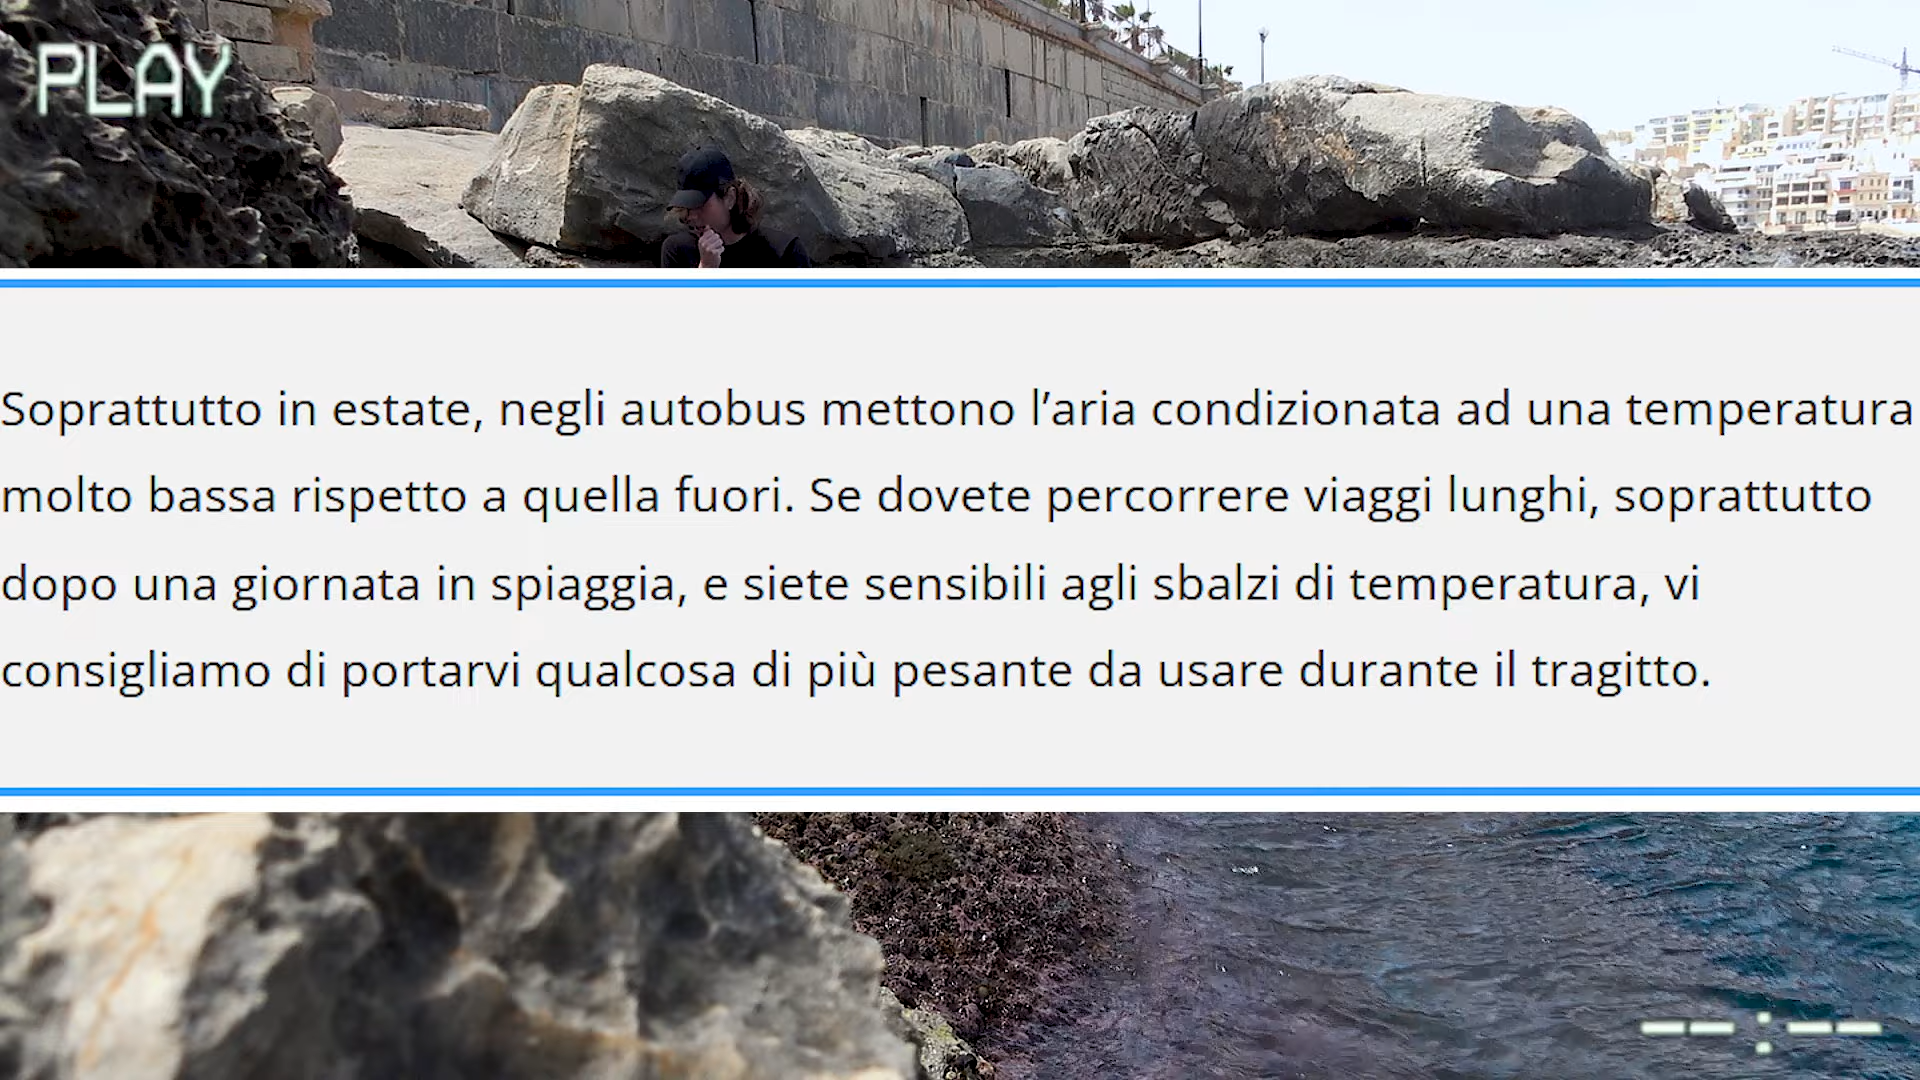 PLAY
Soprattutto in estate, negli autobus mettono l’aria condizionata ad una temperatura
molto bassa rispetto a quella fuori. Se dovete percorrere viaggi lunghi, soprattutto
dopo una giornata in spiaggia, e siete sensibili agli sbalzi di temperatura, vi
consigliamo di portarvi qualcosa di più pesante da usare durante il tragitto.
--:--